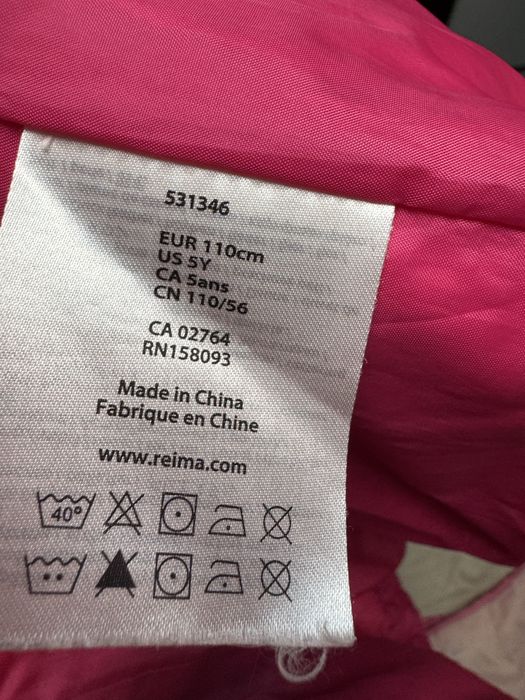 531346
EUR 110cm
US 5Y
CA 5ans
CN 110/56
CA 02764
RN158093
Made in China
Fabrique en Chine
www.reima.com
40°